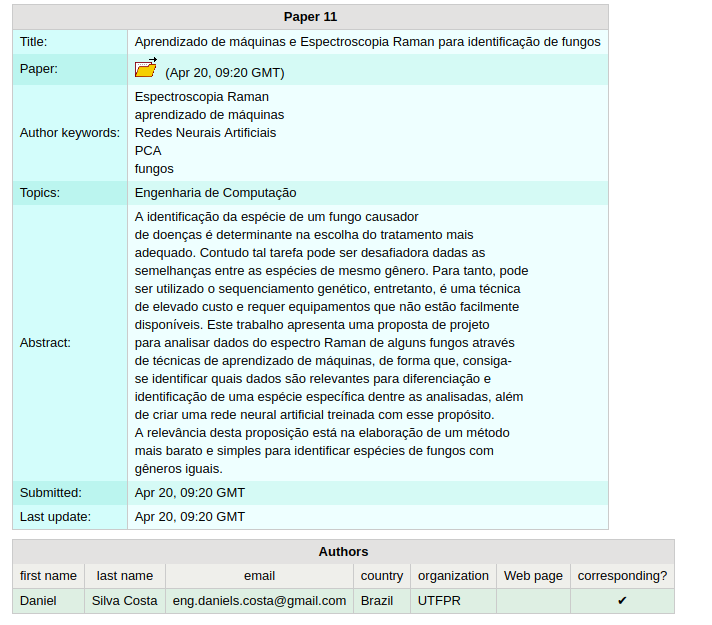 Paper 11
Title: Aprendizado de máquinas e Espectroscopia Raman para identificação de fungos
Paper: (Apr 20, 09:20 GMT)
Author keywords: Espectroscopia Raman
aprendizado de máquinas
Redes Neurais Artificiais
PCA
fungos
Topics: Engenharia de Computação
Abstract: A identificação da espécie de um fungo causador
de doenças é determinante na escolha do tratamento mais
adequado. Contudo tal tarefa pode ser desafiadora dadas as
semelhanças entre as espécies de mesmo gênero. Para tanto, pode
ser utilizado o sequenciamento genético, entretanto, é uma técnica
de elevado custo e requer equipamentos que não estão facilmente
disponíveis. Este trabalho apresenta uma proposta de projeto
para analisar dados do espectro Raman de alguns fungos através
de técnicas de aprendizado de máquinas, de forma que, consiga-
se identificar quais dados são relevantes para diferenciação e
identificação de uma espécie específica dentre as analisadas, além
de criar uma rede neural artificial treinada com esse propósito.
A relevância desta proposição está na elaboração de um método
mais barato e simples para identificar espécies de fungos com
gêneros iguais.
Submitted: Apr 20, 09:20 GMT
Last update: Apr 20, 09:20 GMT
Authors
first name last name email country organization Web page corresponding?
Daniel Silva Costa eng.daniels.costa@gmail.com Brazil UTFPR ✔